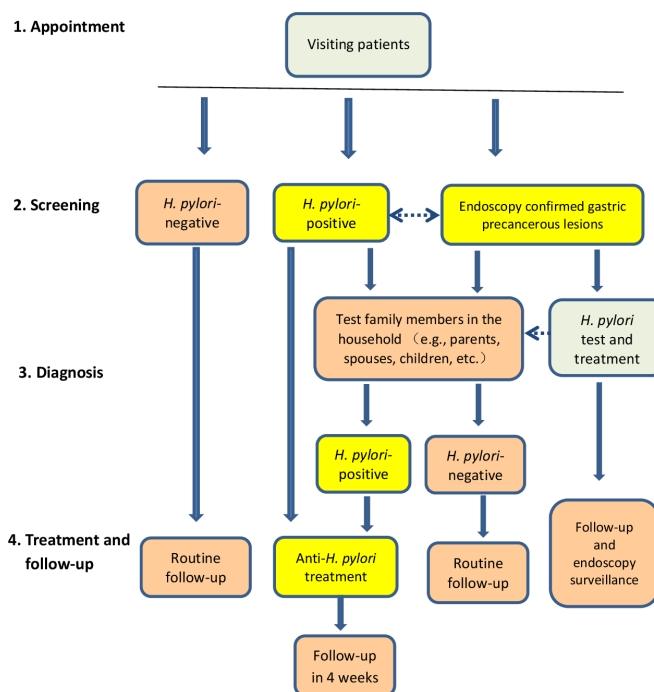 1. Appointment
Visiting patients
2. Screening
H. pylori-
negative
H. pylori-
positive
Endoscopy confirmed gastric
precancerous lesions
3. Diagnosis
Test family members in the
household （e.g., parents,
spouses, children, etc.）
H. pylori
test and
treatment
H. pylori-
positive
H. pylori-
negative
4. Treatment and
follow-up
Routine
follow-up
Anti-H. pylori
treatment
Routine
follow-up
Follow-up
and
endoscopy
surveillance
Follow-up
in 4 weeks